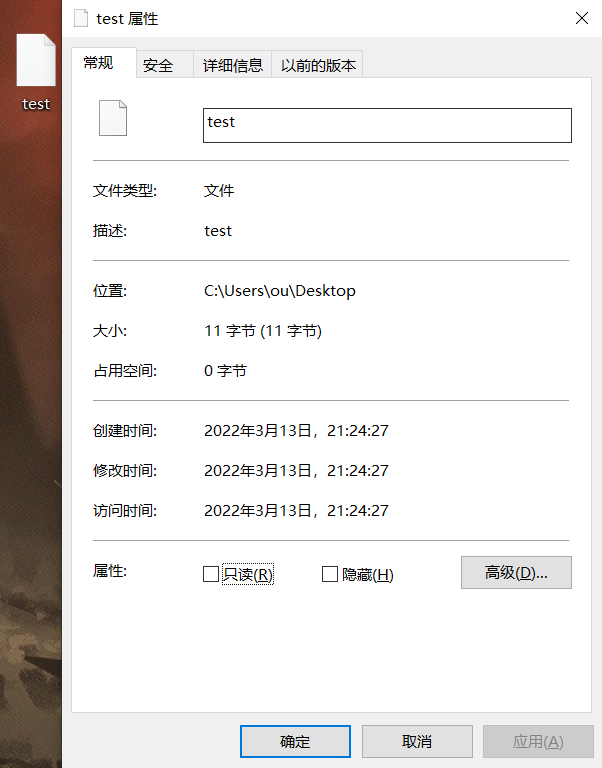 test 属性
test
常规 安全 详细信息 以前的版本
test
文件类型: 文件
描述: test
位置: C:\Users\ou\Desktop
大小: 11 字节 (11 字节)
占用空间: 0 字节
创建时间: 2022年3月13日，21:24:27
修改时间: 2022年3月13日，21:24:27
访问时间: 2022年3月13日，21:24:27
属性: 只读(R) 隐藏(H) 高级(D)...
确定 取消 应用(A)